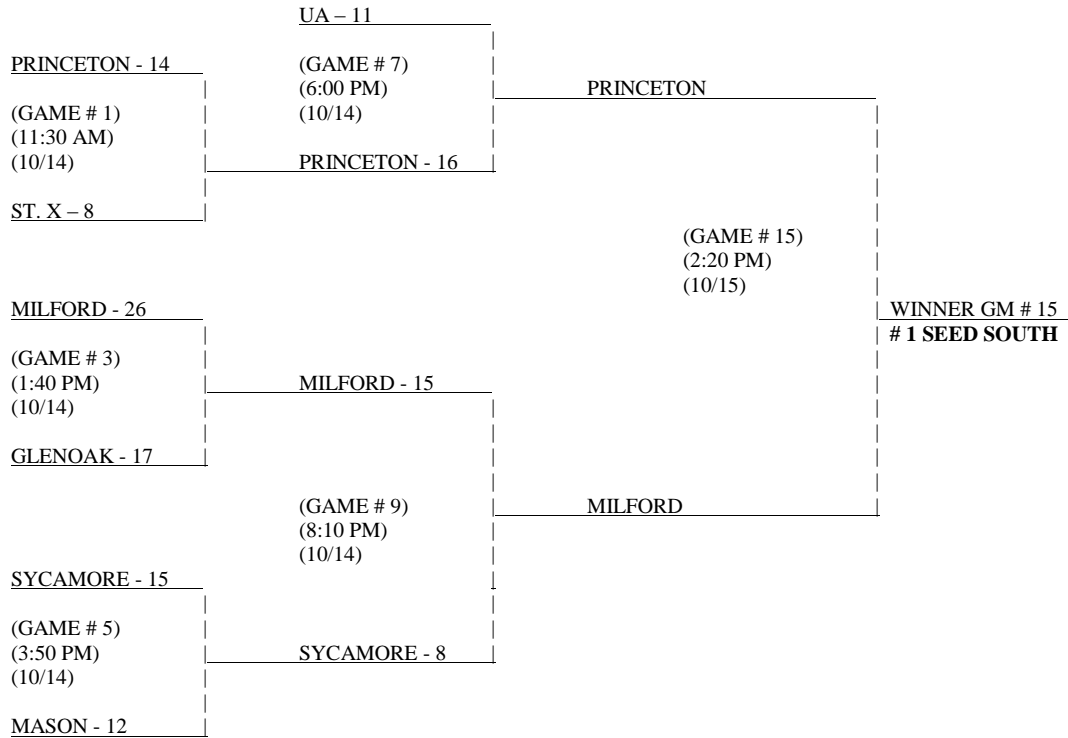 UA – 11
PRINCETON - 14
(GAME # 7)
(6:00 PM)
(10/14)
PRINCETON
(GAME # 1)
(11:30 AM)
(10/14)
PRINCETON - 16
ST. X – 8
(GAME # 15)
(2:20 PM)
(10/15)
MILFORD - 26
WINNER GM # 15
# 1 SEED SOUTH
(GAME # 3)
(1:40 PM)
(10/14)
MILFORD - 15
GLENOAK - 17
(GAME # 9)
(8:10 PM)
(10/14)
MILFORD
SYCAMORE - 15
(GAME # 5)
(3:50 PM)
(10/14)
SYCAMORE - 8
MASON - 12